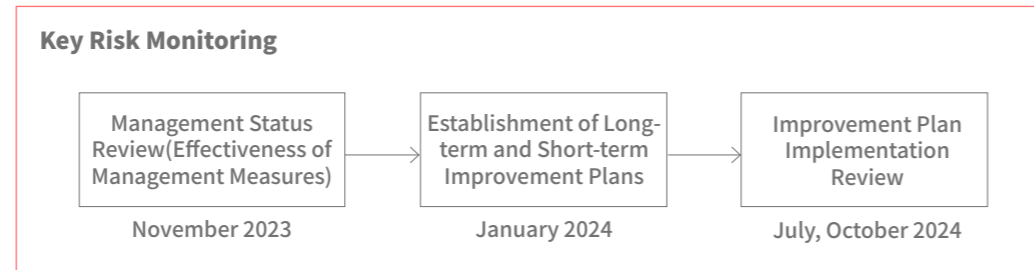 Key Risk Monitoring
Management Status
Review(Effectiveness of
Management Measures)
November 2023
Establishment of Long-
term and Short-term
Improvement Plans
January 2024
Improvement Plan
Implementation
Review
July, October 2024